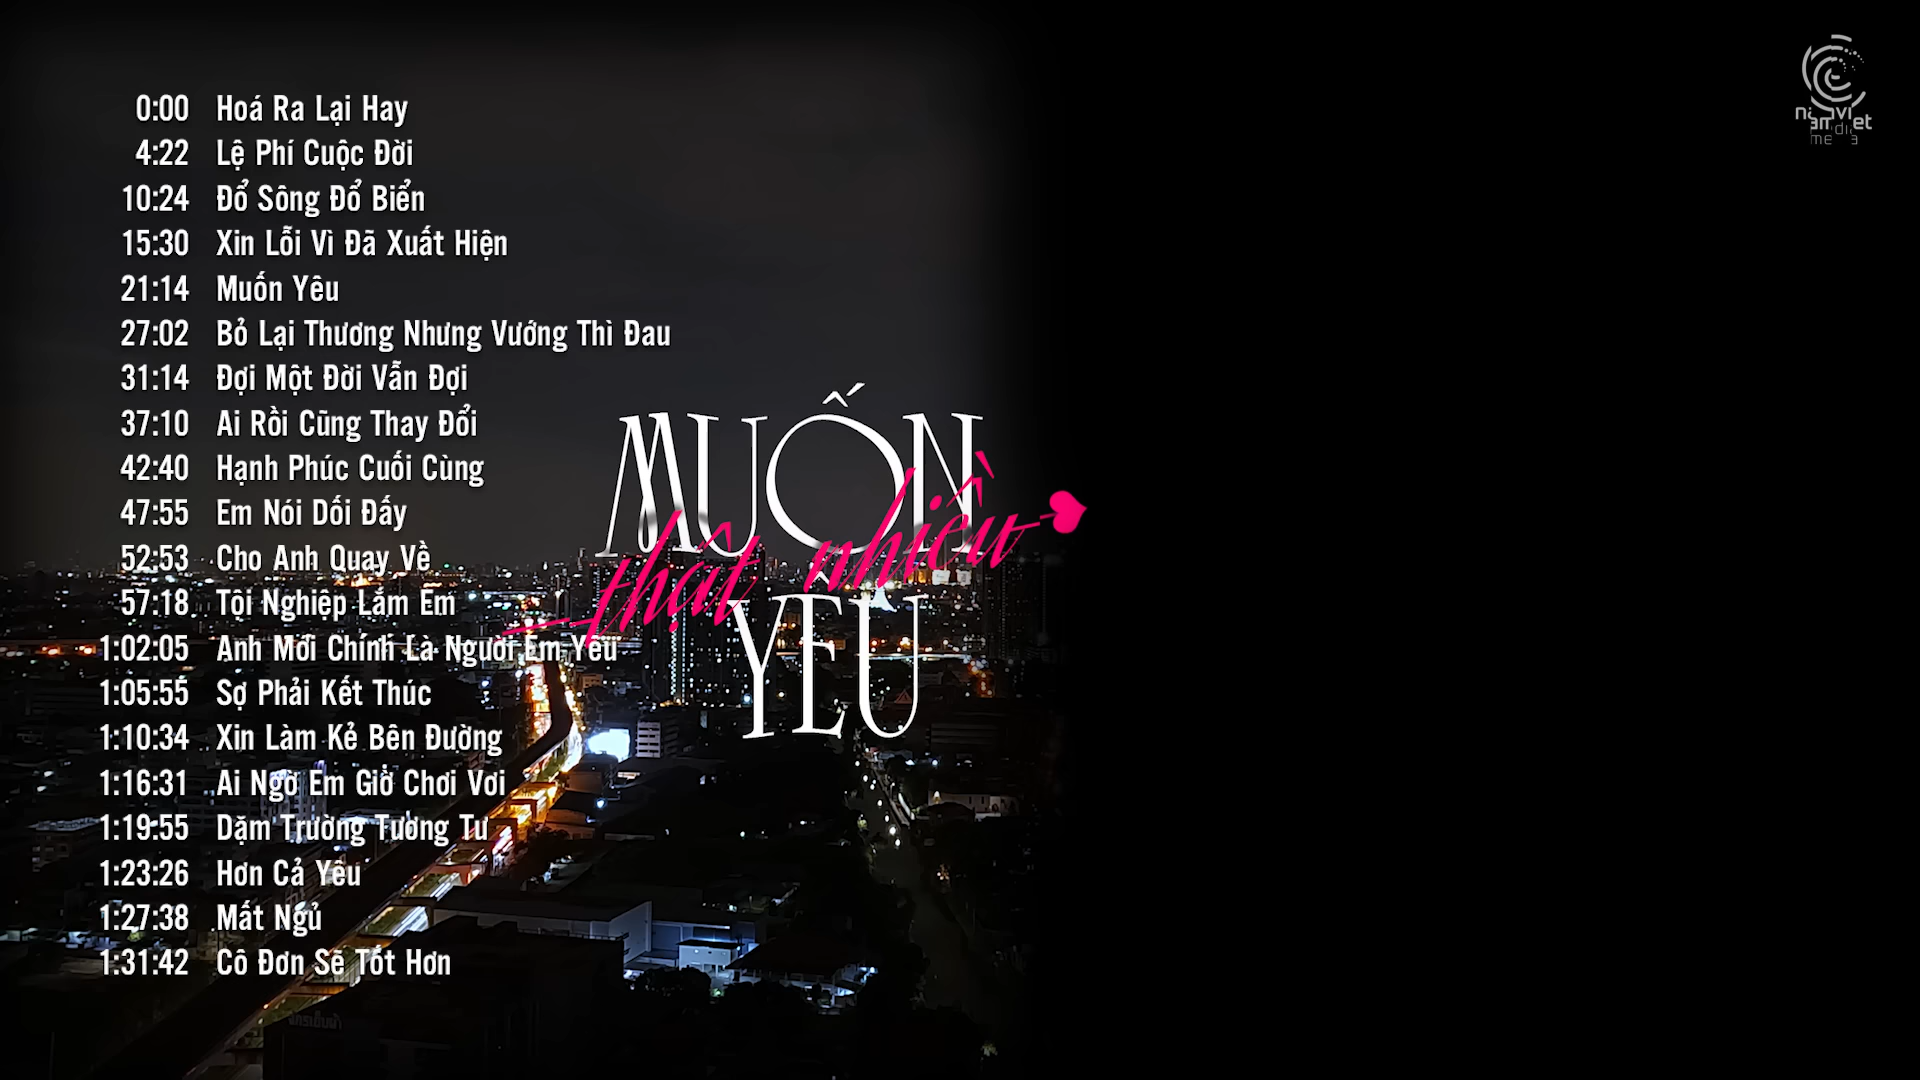 0:00 Hoá Ra Lại Hay
4:22 Lệ Phí Cuộc Đời
10:24 Đổ Sông Đổ Biển
15:30 Xin Lỗi Vì Đã Xuất Hiện
21:14 Muốn Yêu
27:02 Bỏ Lại Thương Nhưng Vướng Thì Đau
31:14 Đợi Một Đời Vẫn Đợi
37:10 Ai Rồi Cũng Thay Đổi
42:40 Hạnh Phúc Cuối Cùng
47:55 Em Nói Dối Đấy
52:53 Cho Anh Quay Về
57:18 Tội Nghiệp Lắm Em
1:02:05 Anh Mới Chính Là Người Em Yêu
1:05:55 Sợ Phải Kết Thúc
1:10:34 Xin Làm Kẻ Bên Đường
1:16:31 Ai Ngờ Em Giờ Chơi Vơi
1:19:55 Dặm Trường Tương Tư
1:23:26 Hơn Cả Yêu
1:27:38 Mất Ngủ
1:31:42 Cô Đơn Sẽ Tốt Hơn
MUỐN
YÊU
thật nhiều
namviet
media